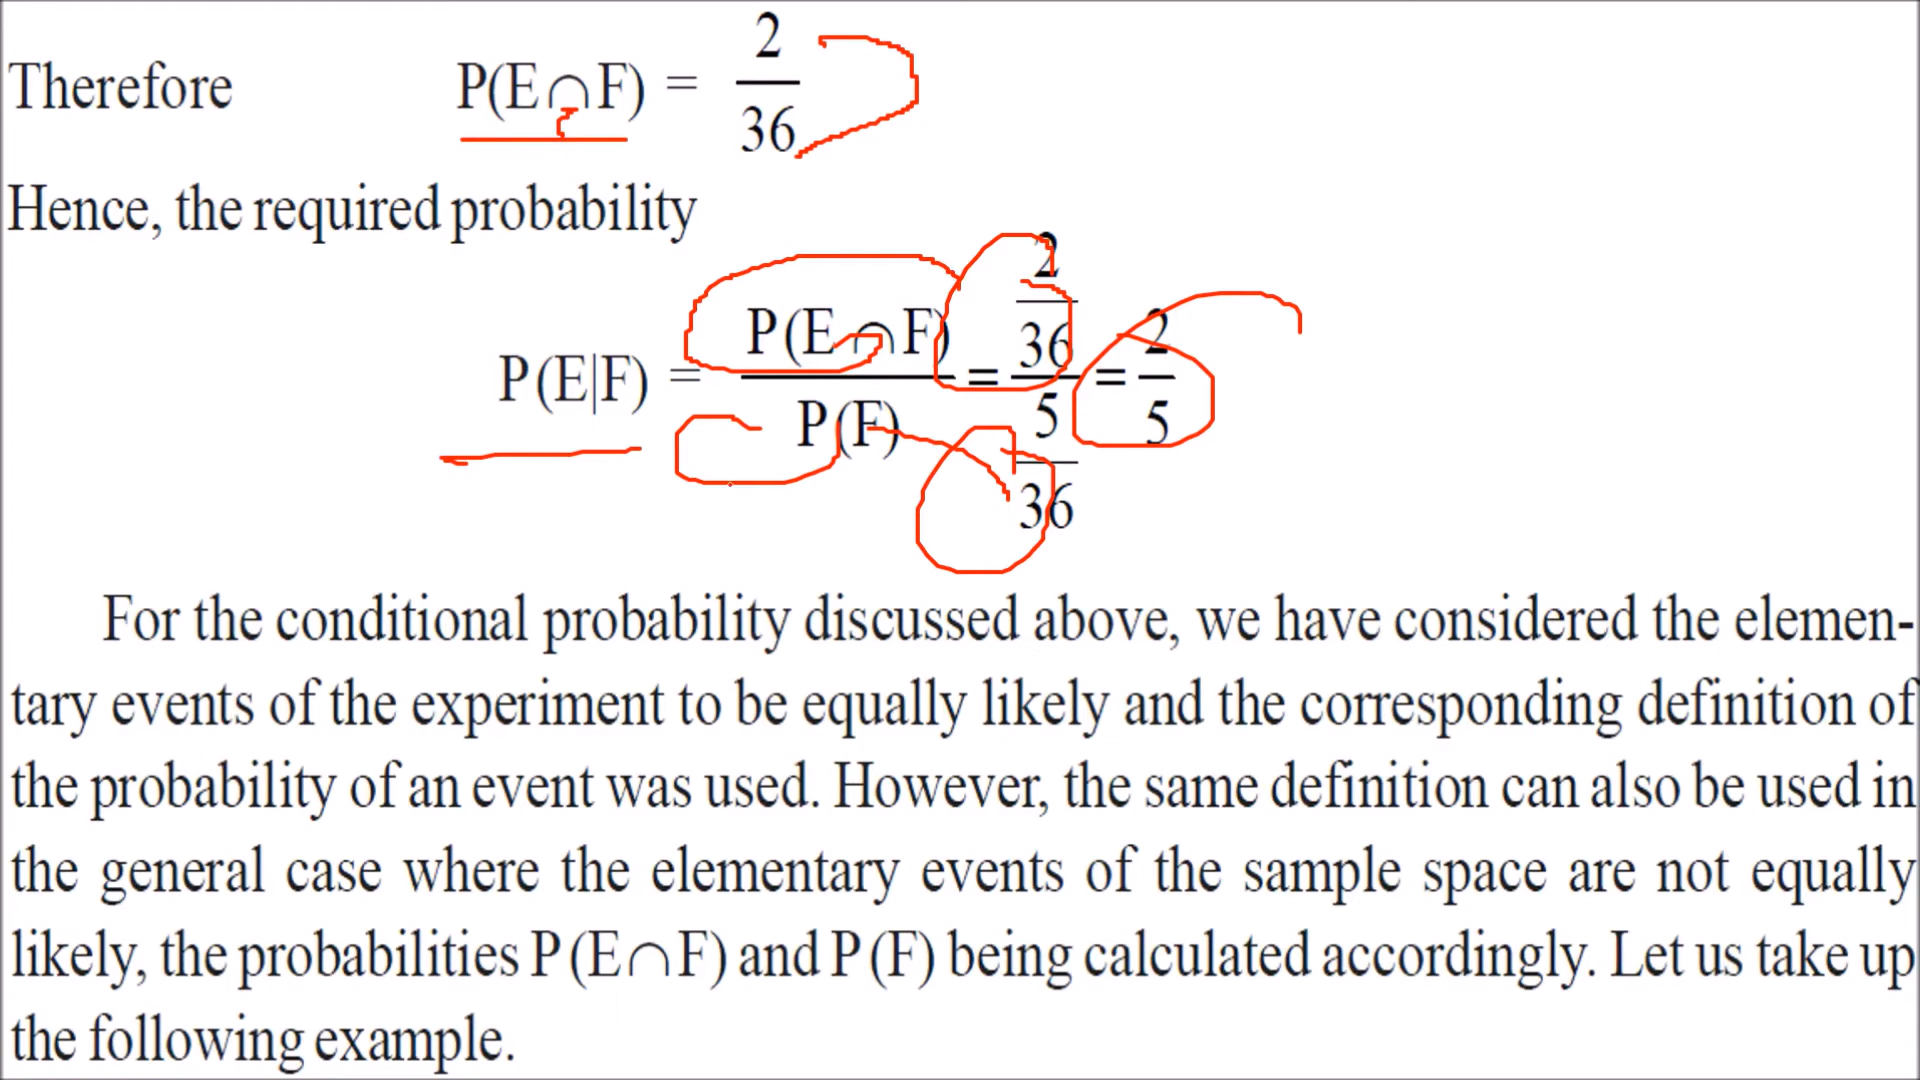 Therefore P(E∩F) = 2/36
Hence, the required probability
P(E|F) = P(E∩F)/P(F) = (2/36)/(5/36) = 2/5
For the conditional probability discussed above, we have considered the elemen-
tary events of the experiment to be equally likely and the corresponding definition of
the probability of an event was used. However, the same definition can also be used in
the general case where the elementary events of the sample space are not equally
likely, the probabilities P(E∩F) and P(F) being calculated accordingly. Let us take up
the following example.